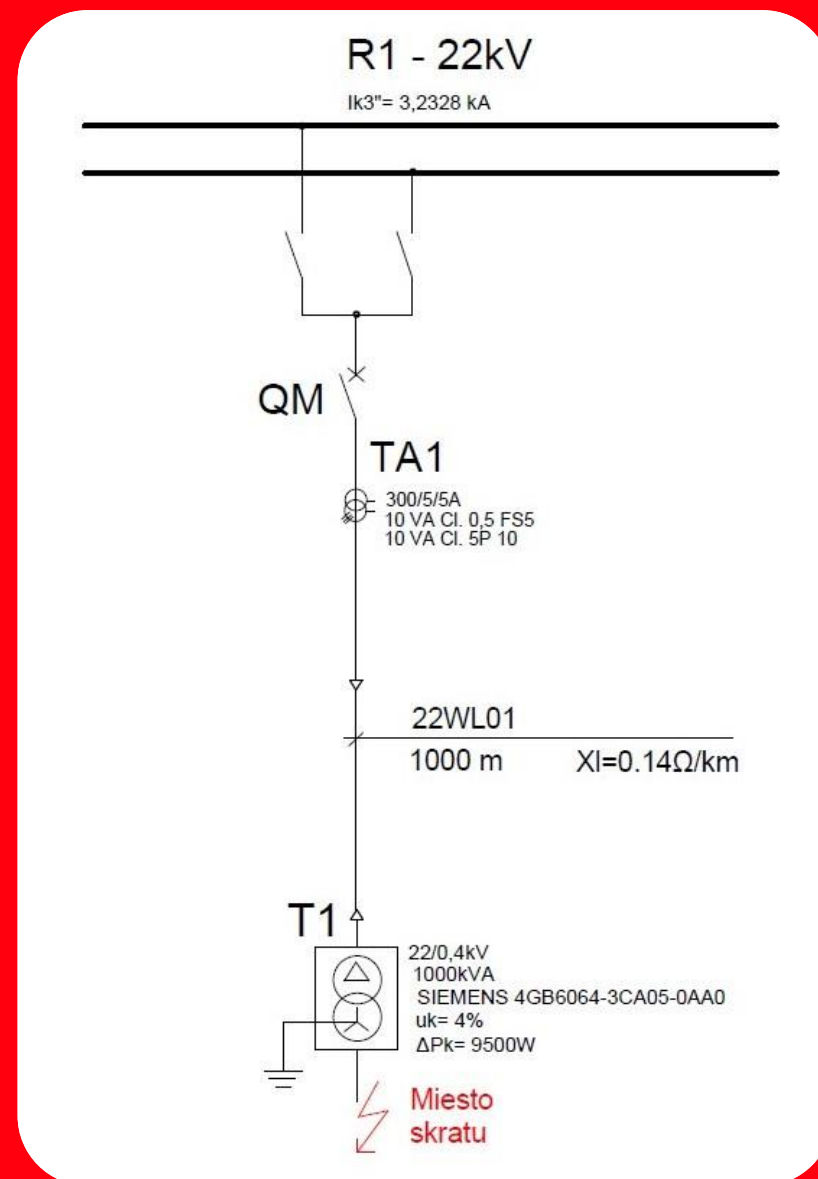 R1 - 22kV
Ik3"= 3,2328 kA
QM
TA1
300/5/5A
10 VA Cl. 0,5 FS5
10 VA Cl. 5P 10
22WL01
1000 m XI=0.14Ω/km
T1
22/0,4kV
1000kVA
SIEMENS 4GB6064-3CA05-0AA0
uk= 4%
ΔPk= 9500W
Miesto
skratu